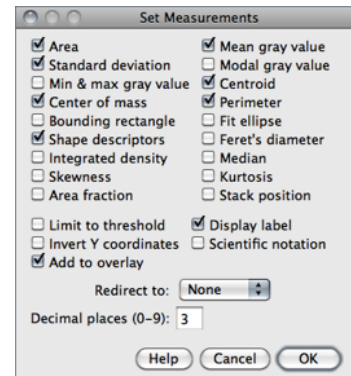 Set Measurements
Area Mean gray value
Standard deviation Modal gray value
Min & max gray value Centroid
Center of mass Perimeter
Bounding rectangle Fit ellipse
Shape descriptors Feret's diameter
Integrated density Median
Skewness Kurtosis
Area fraction Stack position
Limit to threshold Display label
Invert Y coordinates Scientific notation
Add to overlay
Redirect to: None
Decimal places (0–9): 3
Help Cancel OK